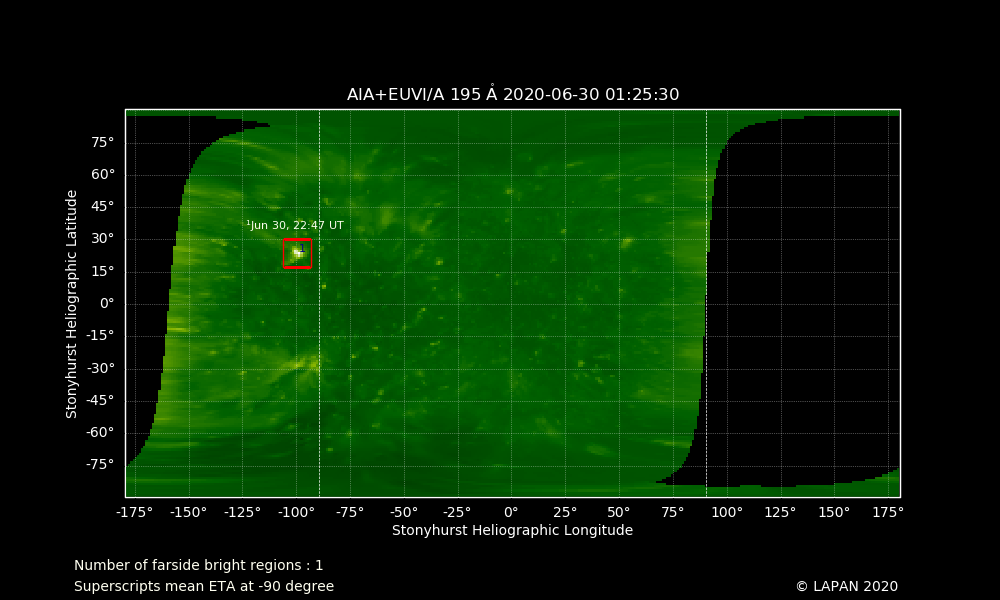 AIA+EUVI/A 195 Å 2020-06-30 01:25:30
75°
60°
45°
30°
15°
0°
-15°
-30°
-45°
-60°
-75°
Stonyhurst Heliographic Latitude
¹Jun 30, 22:47 UT
1
-175° -150° -125° -100° -75° -50° -25° 0° 25° 50° 75° 100° 125° 150° 175°
Stonyhurst Heliographic Longitude
Number of farside bright regions : 1
Superscripts mean ETA at -90 degree
© LAPAN 2020